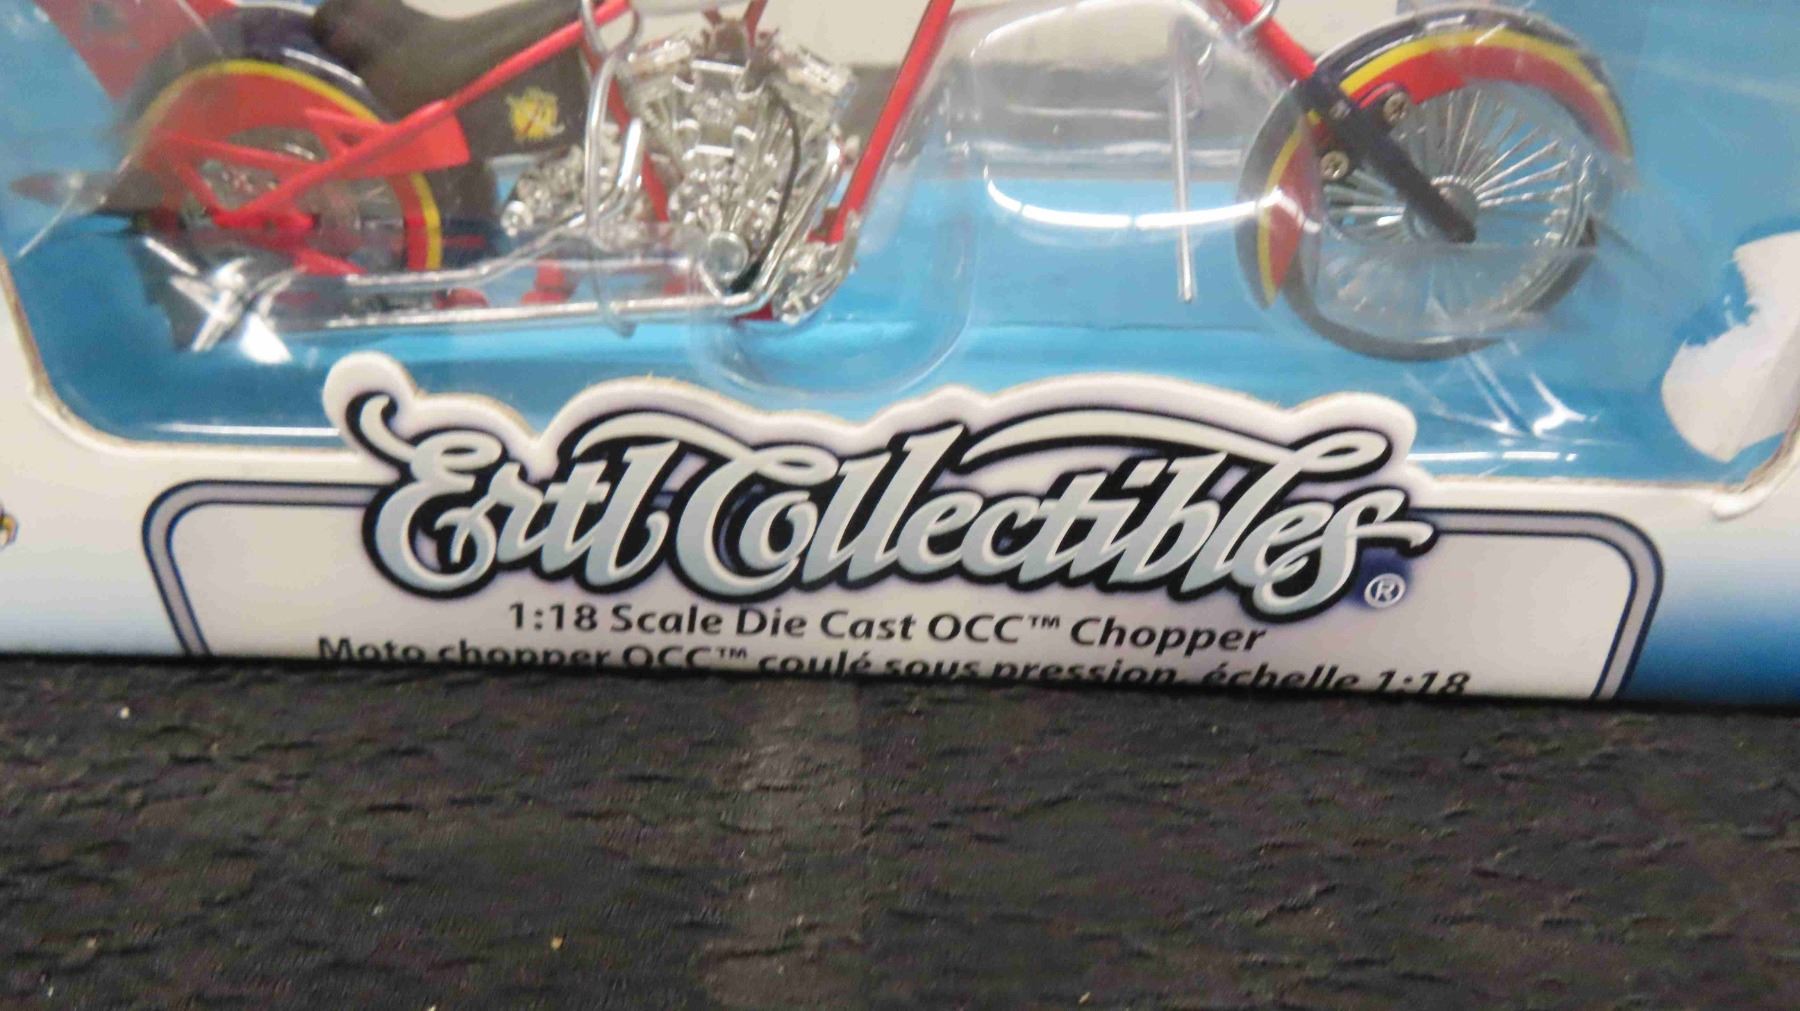 Ertl Collectibles®
1:18 Scale Die Cast OCC™ Chopper
Moto chopper OCC™ coulé sous pression, échelle 1:18